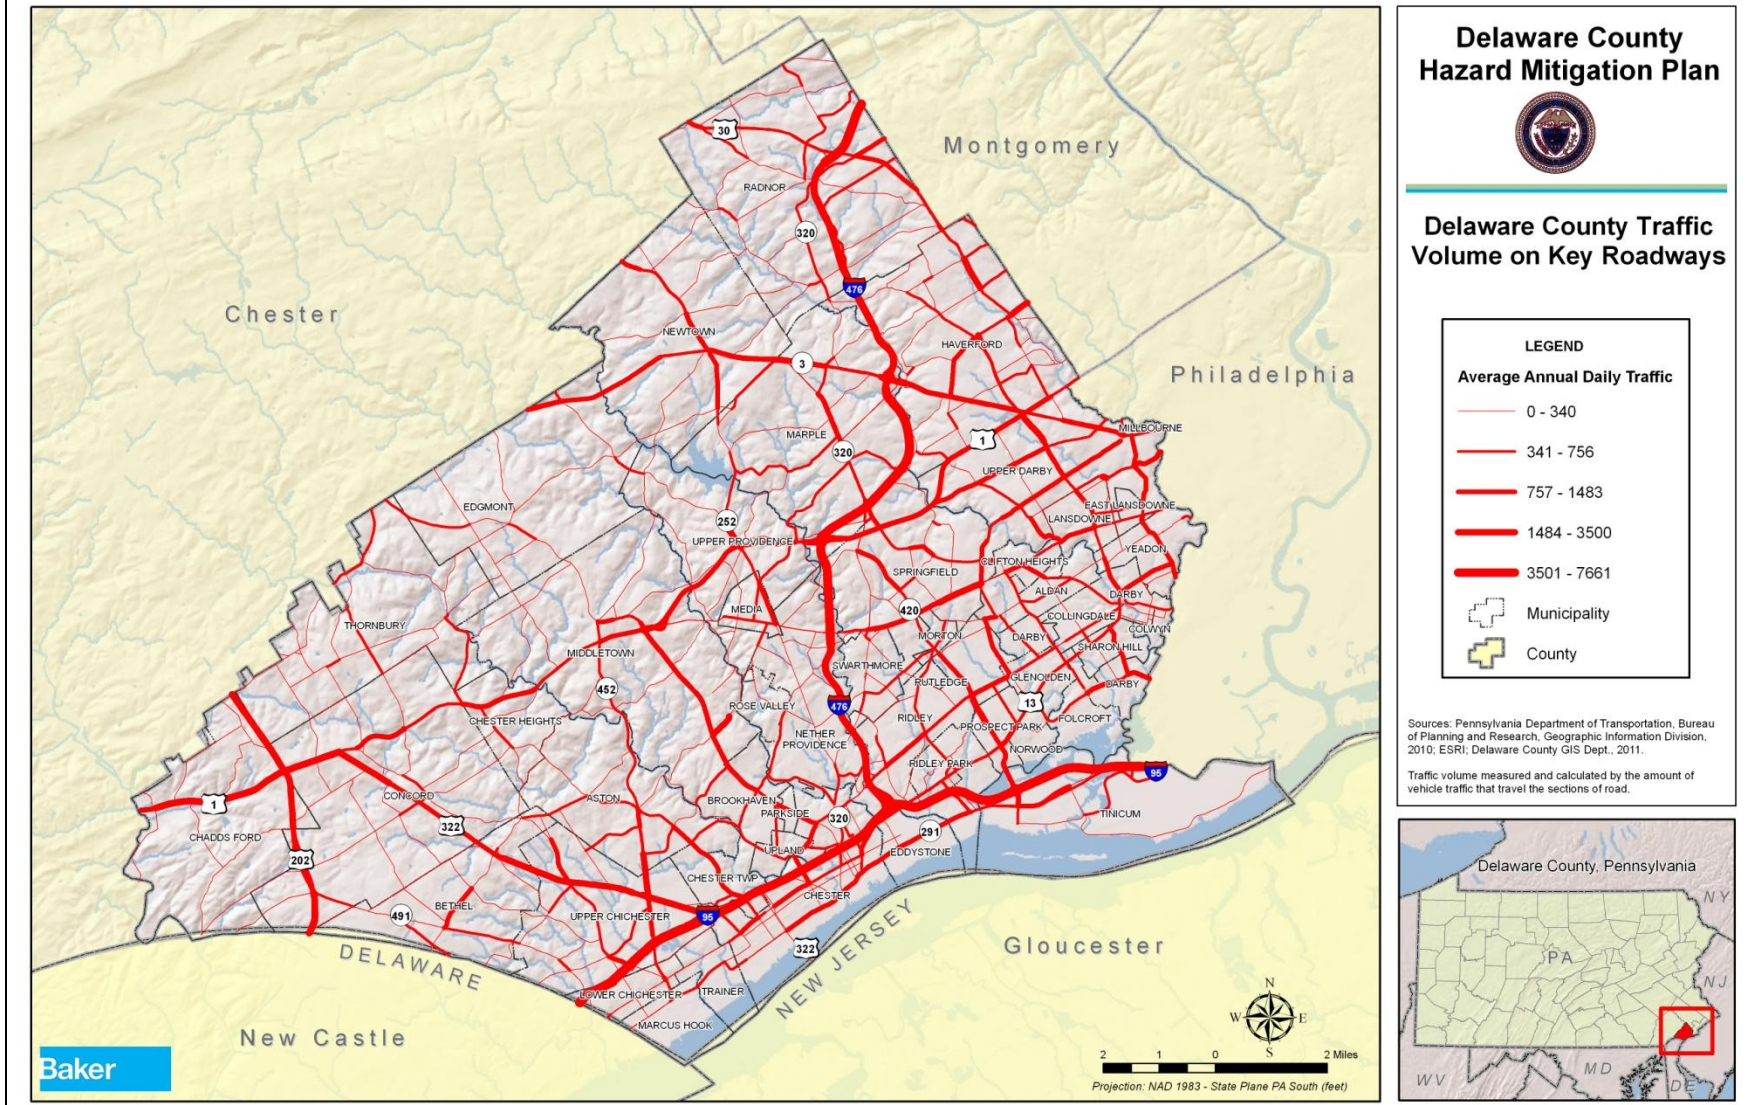 Delaware County
Hazard Mitigation Plan
Delaware County Traffic
Volume on Key Roadways
LEGEND
Average Annual Daily Traffic
0 - 340
341 - 756
757 - 1483
1484 - 3500
3501 - 7661
Municipality
County
Sources: Pennsylvania Department of Transportation, Bureau
of Planning and Research, Geographic Information Division,
2010; ESRI; Delaware County GIS Dept., 2011.
Traffic volume measured and calculated by the amount of
vehicle traffic that travel the sections of road.
Delaware County, Pennsylvania
NY
PA
NJ
MD
WV
DE
30
Montgomery
RADNOR
320
476
Chester
NEWTOWN
HAVERFORD
3
Philadelphia
MARPLE
MILLBOURNE
1
320
UPPER DARBY
EDGMONT
EAST LANSDOWNE
LANSDOWNE
252
UPPER PROVIDENCE
YEADON
CLIFTON HEIGHTS
SPRINGFIELD
ALDAN
DARBY
MEDIA
420
COLLINGDALE
THORNBURY
COLWYN
MORTON
DARBY
SHARON HILL
MIDDLETOWN
SWARTHMORE
GLENOLDEN
RUTLEDGE
DARBY
452
476
ROSE VALLEY
13
CHESTER HEIGHTS
RIDLEY
FOLCROFT
PROSPECT PARK
NETHER
PROVIDENCE
NORWOOD
RIDLEY PARK
95
CONCORD
ASTON
BROOKHAVEN
1
PARKSIDE
320
TINICUM
322
291
CHADDS FORD
UPLAND
EDDYSTONE
202
CHESTER TWP
CHESTER
BETHEL
491
UPPER CHICHESTER
95
322
Gloucester
DELAWARE
NEW JERSEY
LOWER CHICHESTER
TRAINER
MARCUS HOOK
New Castle
Baker
N
W
E
S
2 1 0 2 Miles
Projection: NAD 1983 - State Plane PA South (feet)